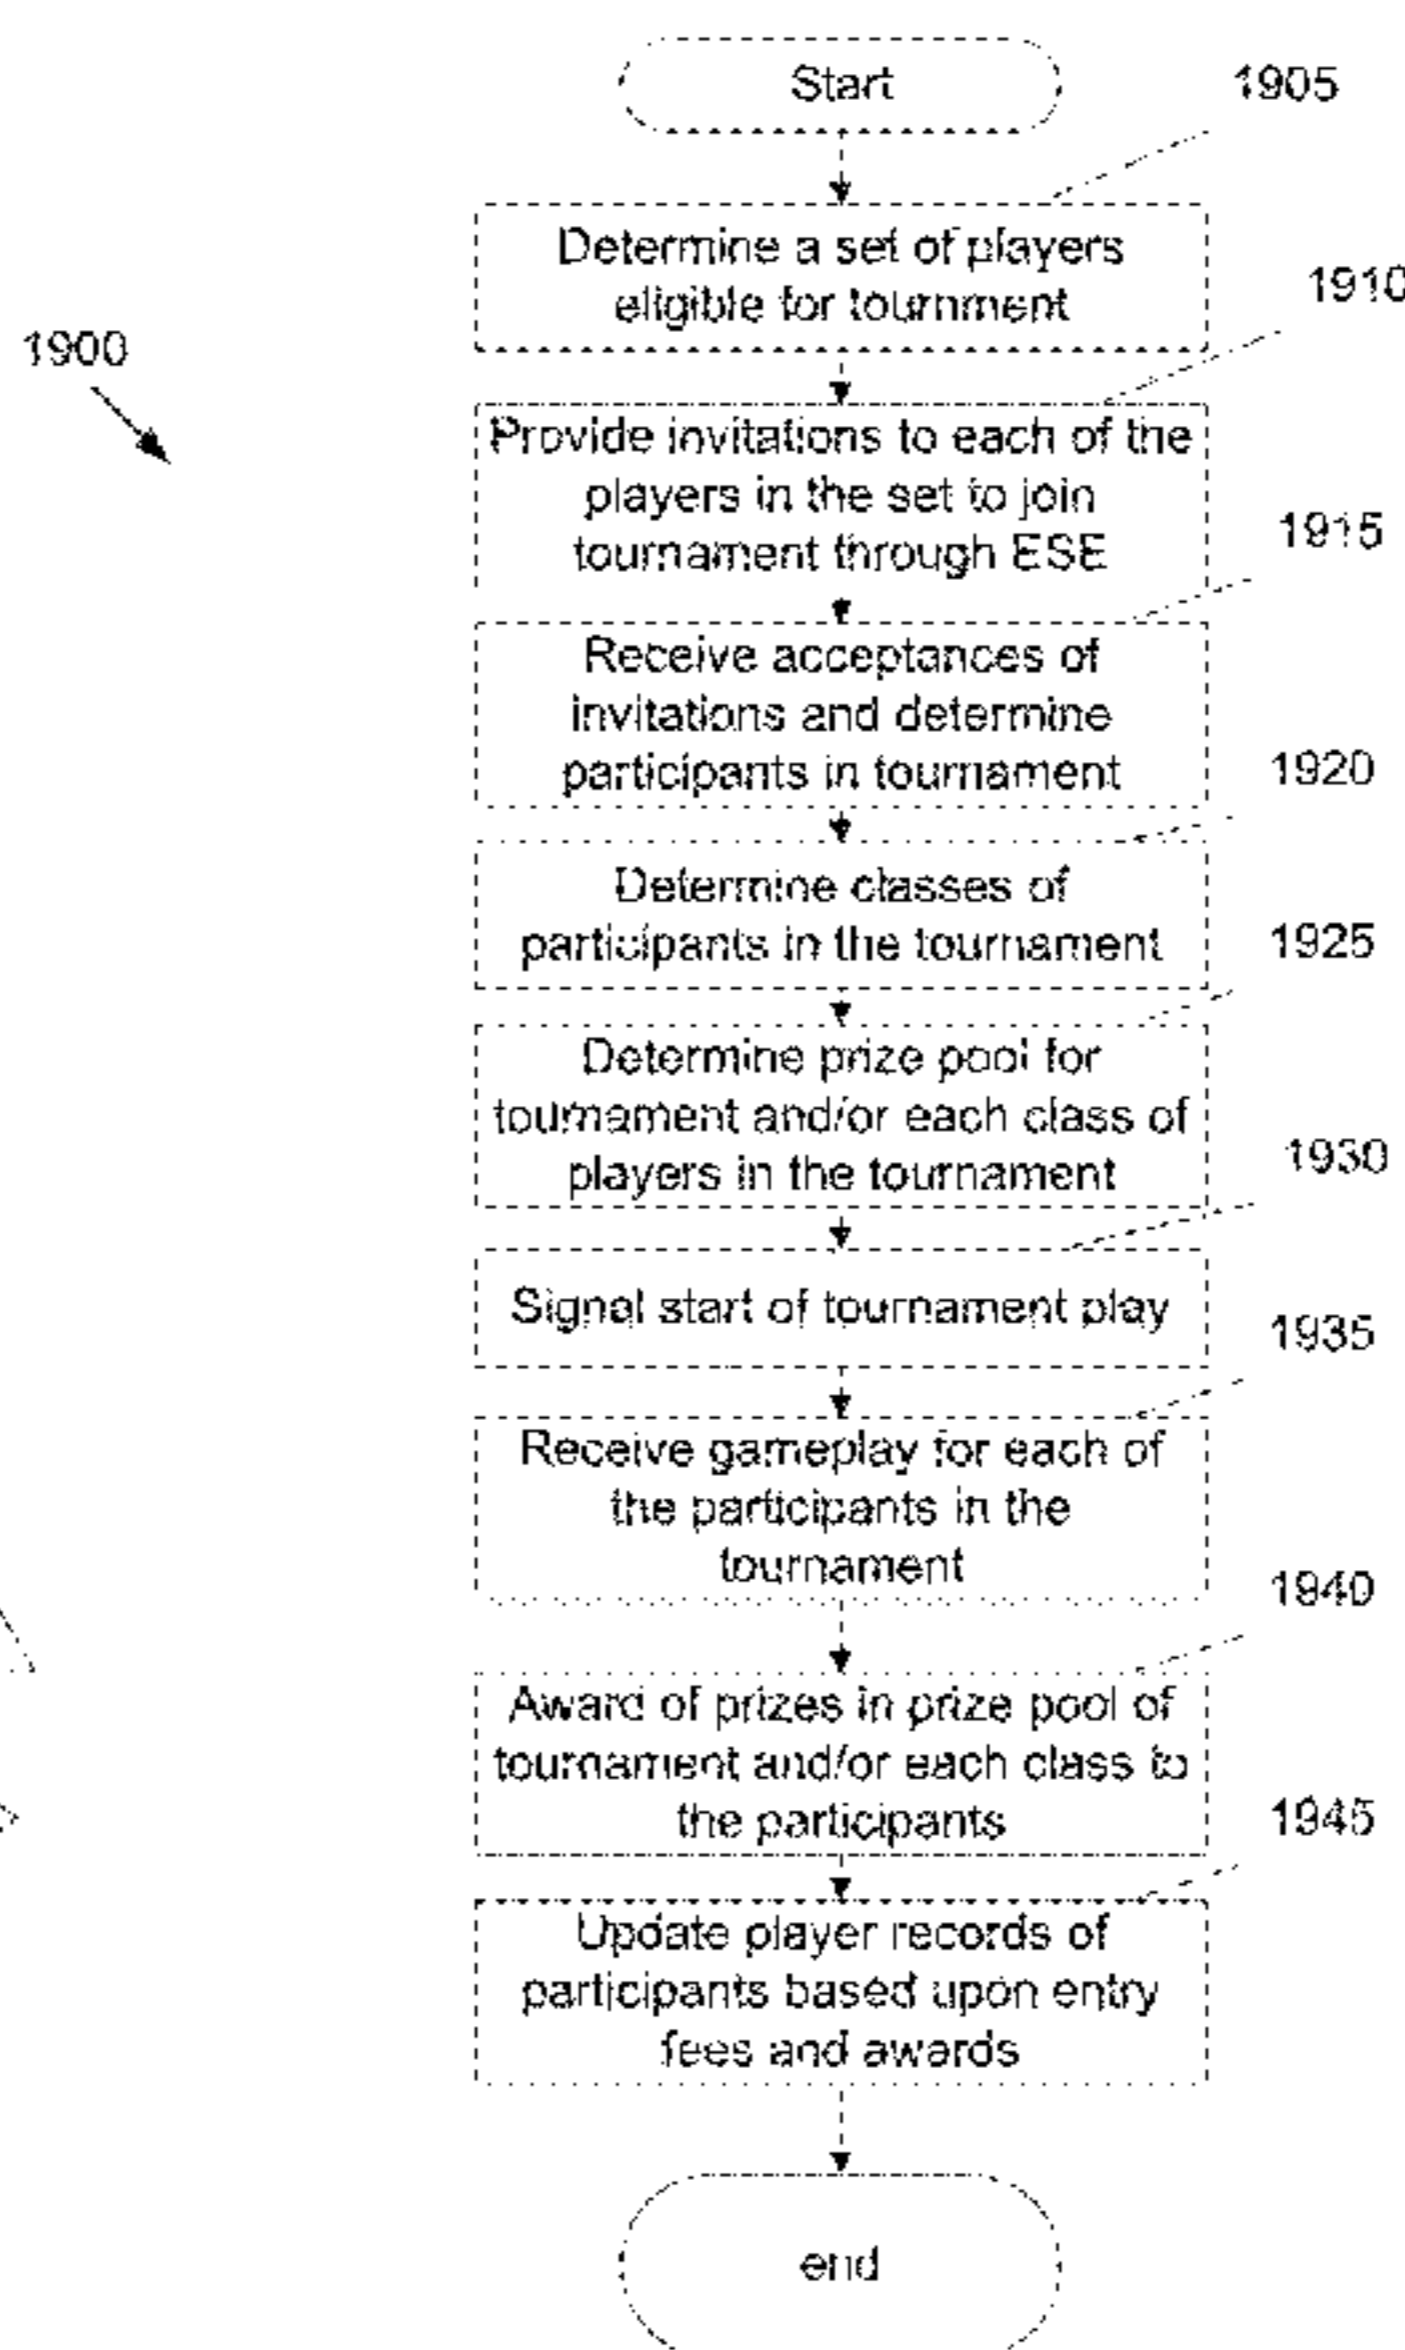 Start
1905
Determine a set of players
eligible for tournment
1910
1900
Provide invitations to each of the
players in the set to join
tournament through ESE
1915
Receive acceptances of
invitations and determine
participants in tournament
1920
Determine classes of
participants in the tournament
1925
Determine prize pool for
tournament and/or each class of
players in the tournament
1930
Signal start of tournament play
1935
Receive gameplay for each of
the participants in the
tournament
1940
Award of prizes in prize pool of
tournament and/or each class to
the participants
1945
Update player records of
participants based upon entry
fees and awards
end